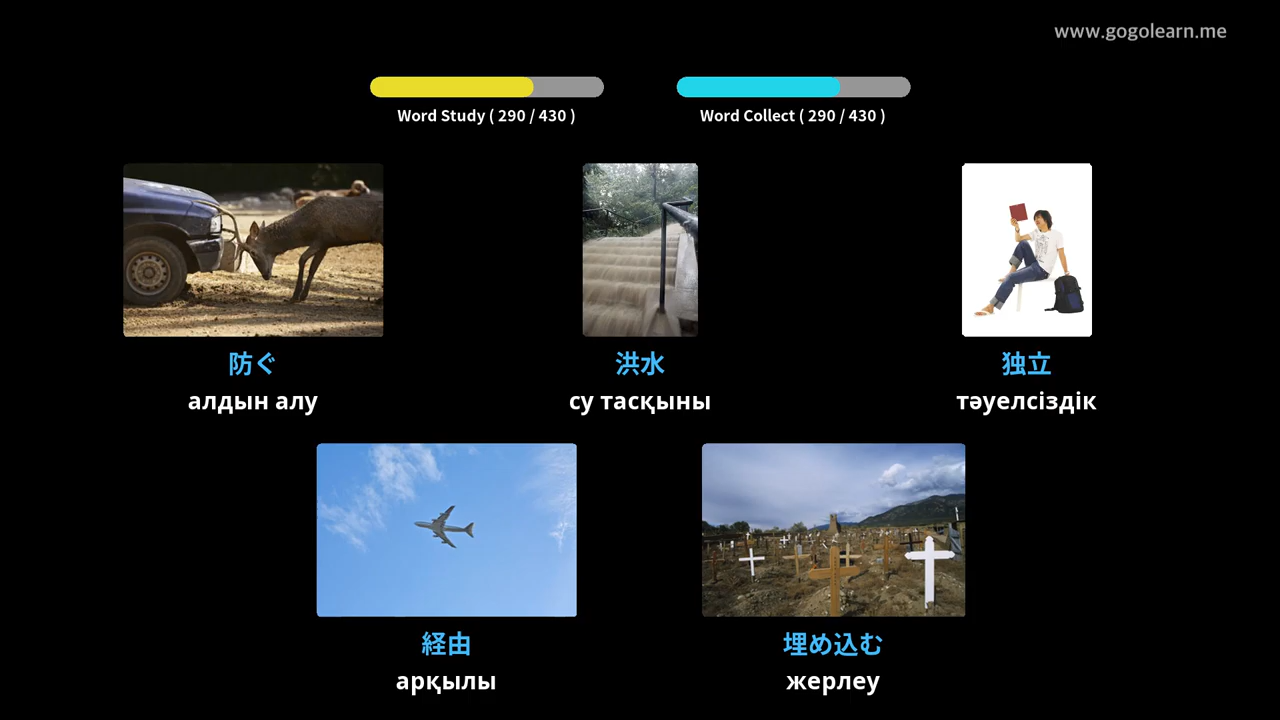 www.gogolearn.me
Word Study ( 290 / 430 )
Word Collect ( 290 / 430 )
防ぐ
алдын алу
洪水
су тасқыны
独立
тәуелсіздік
経由
арқылы
埋め込む
жерлеу